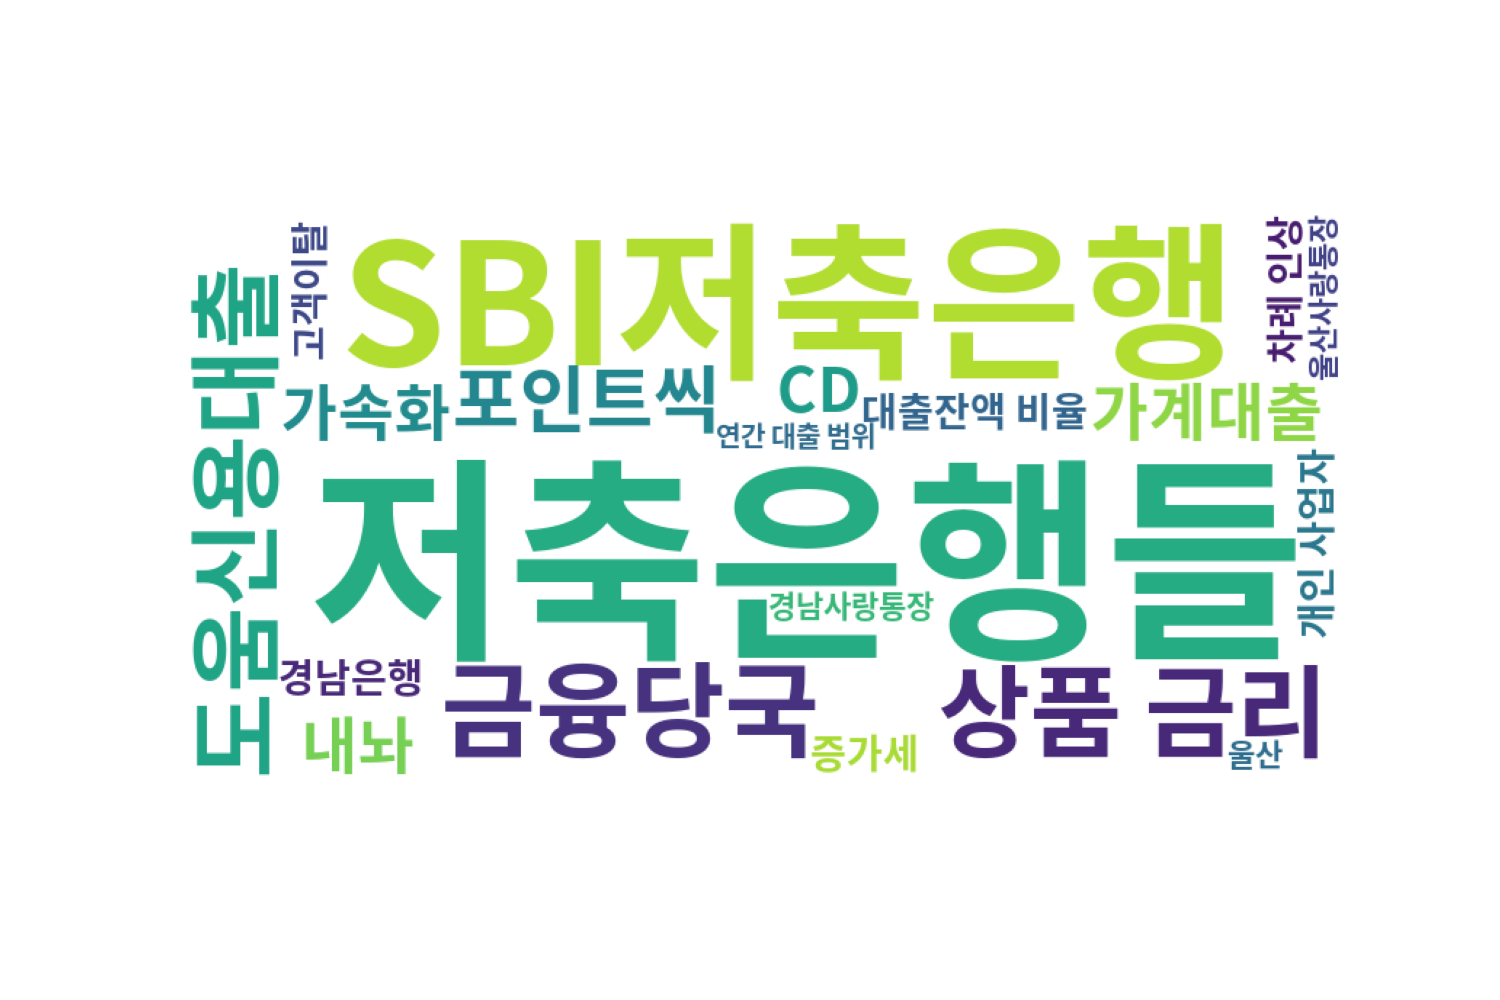 SBI저축은행
고객이탈
차례 인상
울산사랑통장
도움신용대출
가속화
포인트씩
CD
대출잔액 비율
가계대출
연간 대출 범위
저축은행들
개인 사업자
경남사랑통장
경남은행
금융당국
상품 금리
내놔
증가세
울산